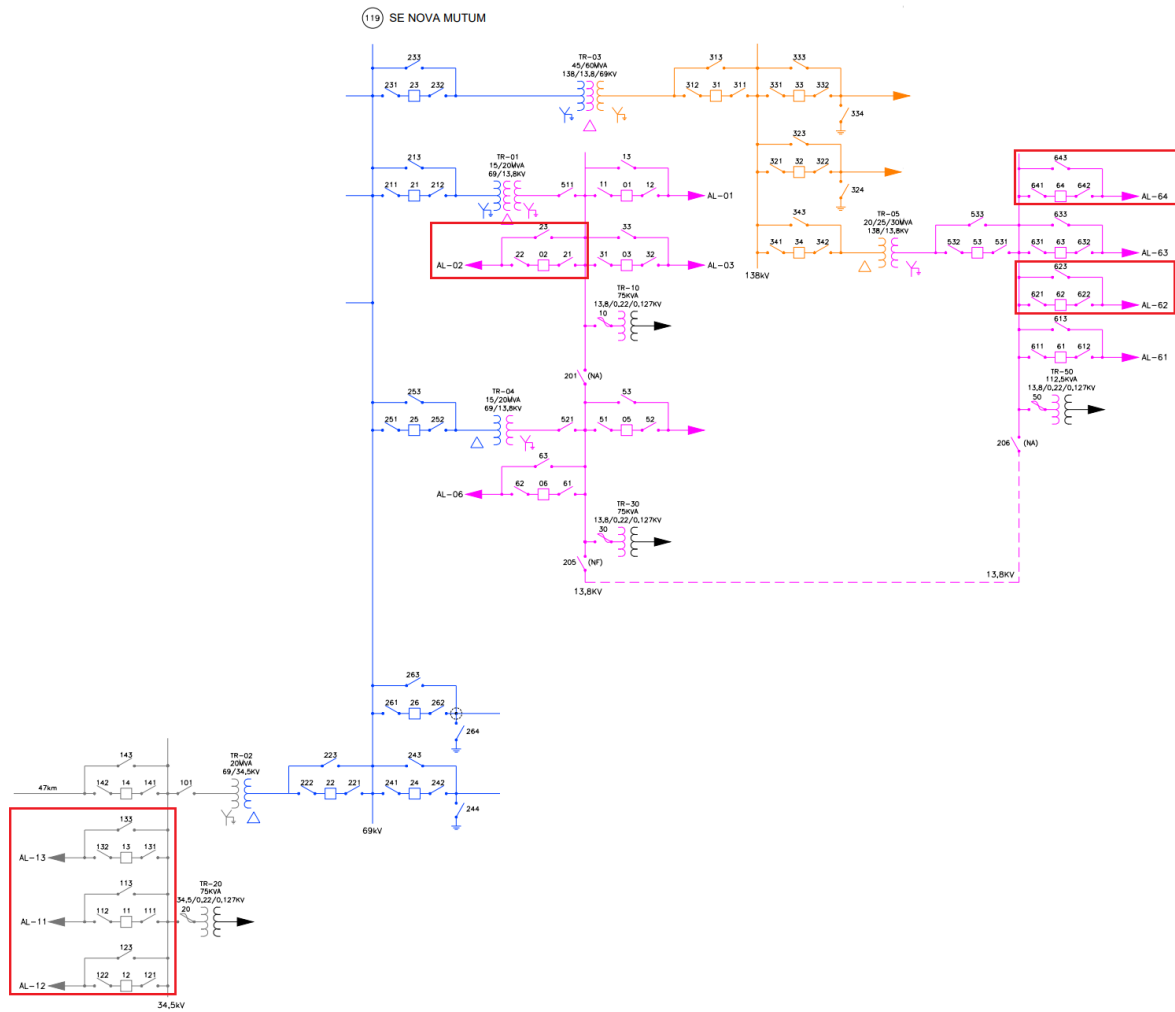 119 SE NOVA MUTUM
233
231 23 232
TR-03
45/60MVA
138/13,8/69KV
313
312 31 311
333
331 33 332
334
213
211 21 212
TR-01
15/20MVA
69/13,8KV
511
13
11 01 12
AL-01
323
321 32 322
324
643
641 64 642
AL-64
23
22 02 21
AL-02
33
31 03 32
AL-03
343
341 34 342
138kV
TR-05
20/25/30MVA
138/13,8KV
533
532 53 531
633
631 63 632
AL-63
623
621 62 622
AL-62
TR-10
75KVA
13,8/0,22/0,127KV
10
613
611 61 612
AL-61
201 (NA)
TR-50
112,5KVA
13,8/0,22/0,127KV
50
253
251 25 252
TR-04
15/20MVA
69/13,8KV
521
53
51 05 52
206 (NA)
63
62 06 61
AL-06
TR-30
75KVA
13,8/0,22/0,127KV
30
205 (NF)
13,8KV
13,8KV
263
261 26 262
264
143
142 14 141
101
47km
TR-02
20MVA
69/34,5KV
223
222 22 221
243
241 24 242
244
69kV
133
132 13 131
AL-13
113
112 11 111
AL-11
TR-20
75KVA
34,5/0,22/0,127KV
20
123
122 12 121
AL-12
34,5kV